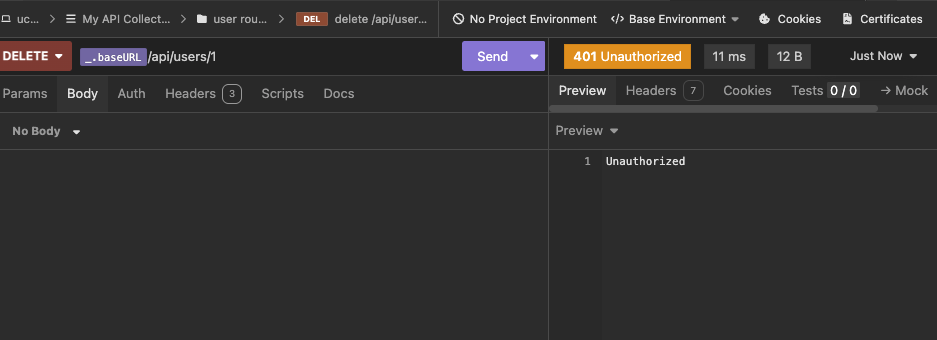 uc... My API Collect... user rou... DEL delete /api/user... No Project Environment Base Environment Cookies Certificates
DELETE _.baseURL/api/users/1 Send 401 Unauthorized 11 ms 12 B Just Now
Params Body Auth Headers 3 Scripts Docs Preview Headers 7 Cookies Tests 0 / 0 → Mock
No Body Preview
1 Unauthorized